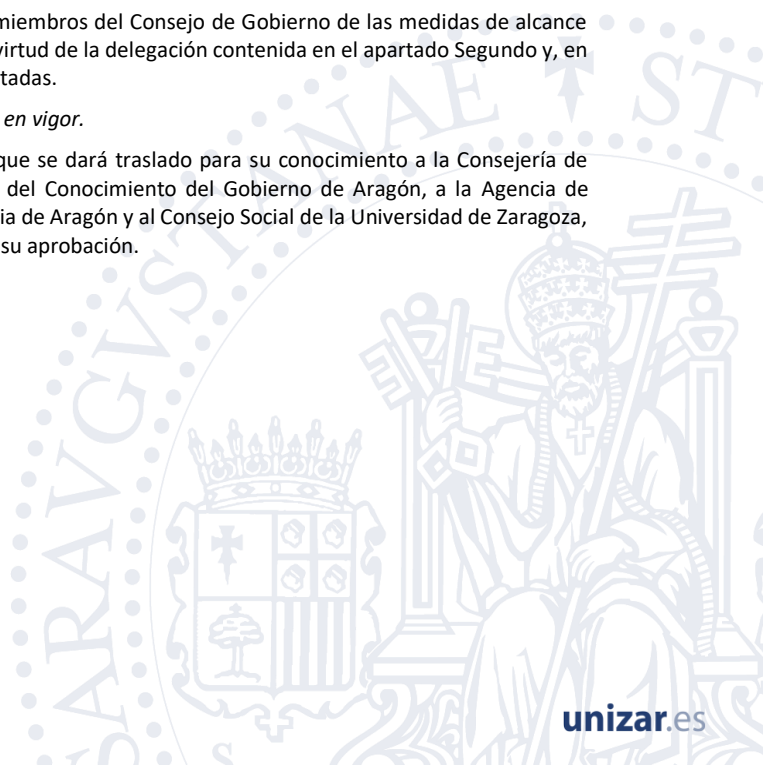 miembros del Consejo de Gobierno de las medidas de alcance
virtud de la delegación contenida en el apartado Segundo y, en
tadas.
en vigor.
que se dará traslado para su conocimiento a la Consejería de
del Conocimiento del Gobierno de Aragón, a la Agencia de
ia de Aragón y al Consejo Social de la Universidad de Zaragoza,
su aprobación.
SARAVGVSTANAE ST
S
unizar.es